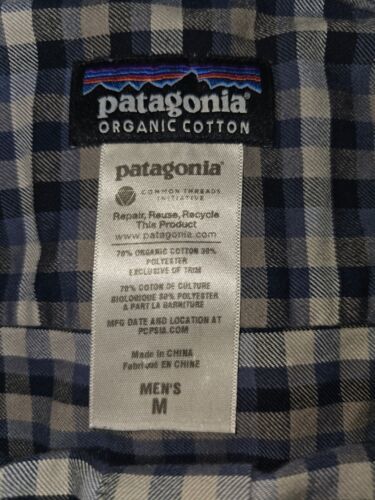 patagonia®
ORGANIC COTTON
patagonia®
COMMON THREADS
INITIATIVE
Repair, Reuse, Recycle
This Product
www.patagonia.com
70% ORGANIC COTTON 30%
POLYESTER
EXCLUSIVE OF TRIM
70% COTON DE CULTURE
BIOLOGIQUE 30% POLYESTER
À PART LA GARNITURE
MFG DATE AND LOCATION AT
PCPSIA.COM
Made in CHINA
Fabriqué EN CHINE
MEN'S
M